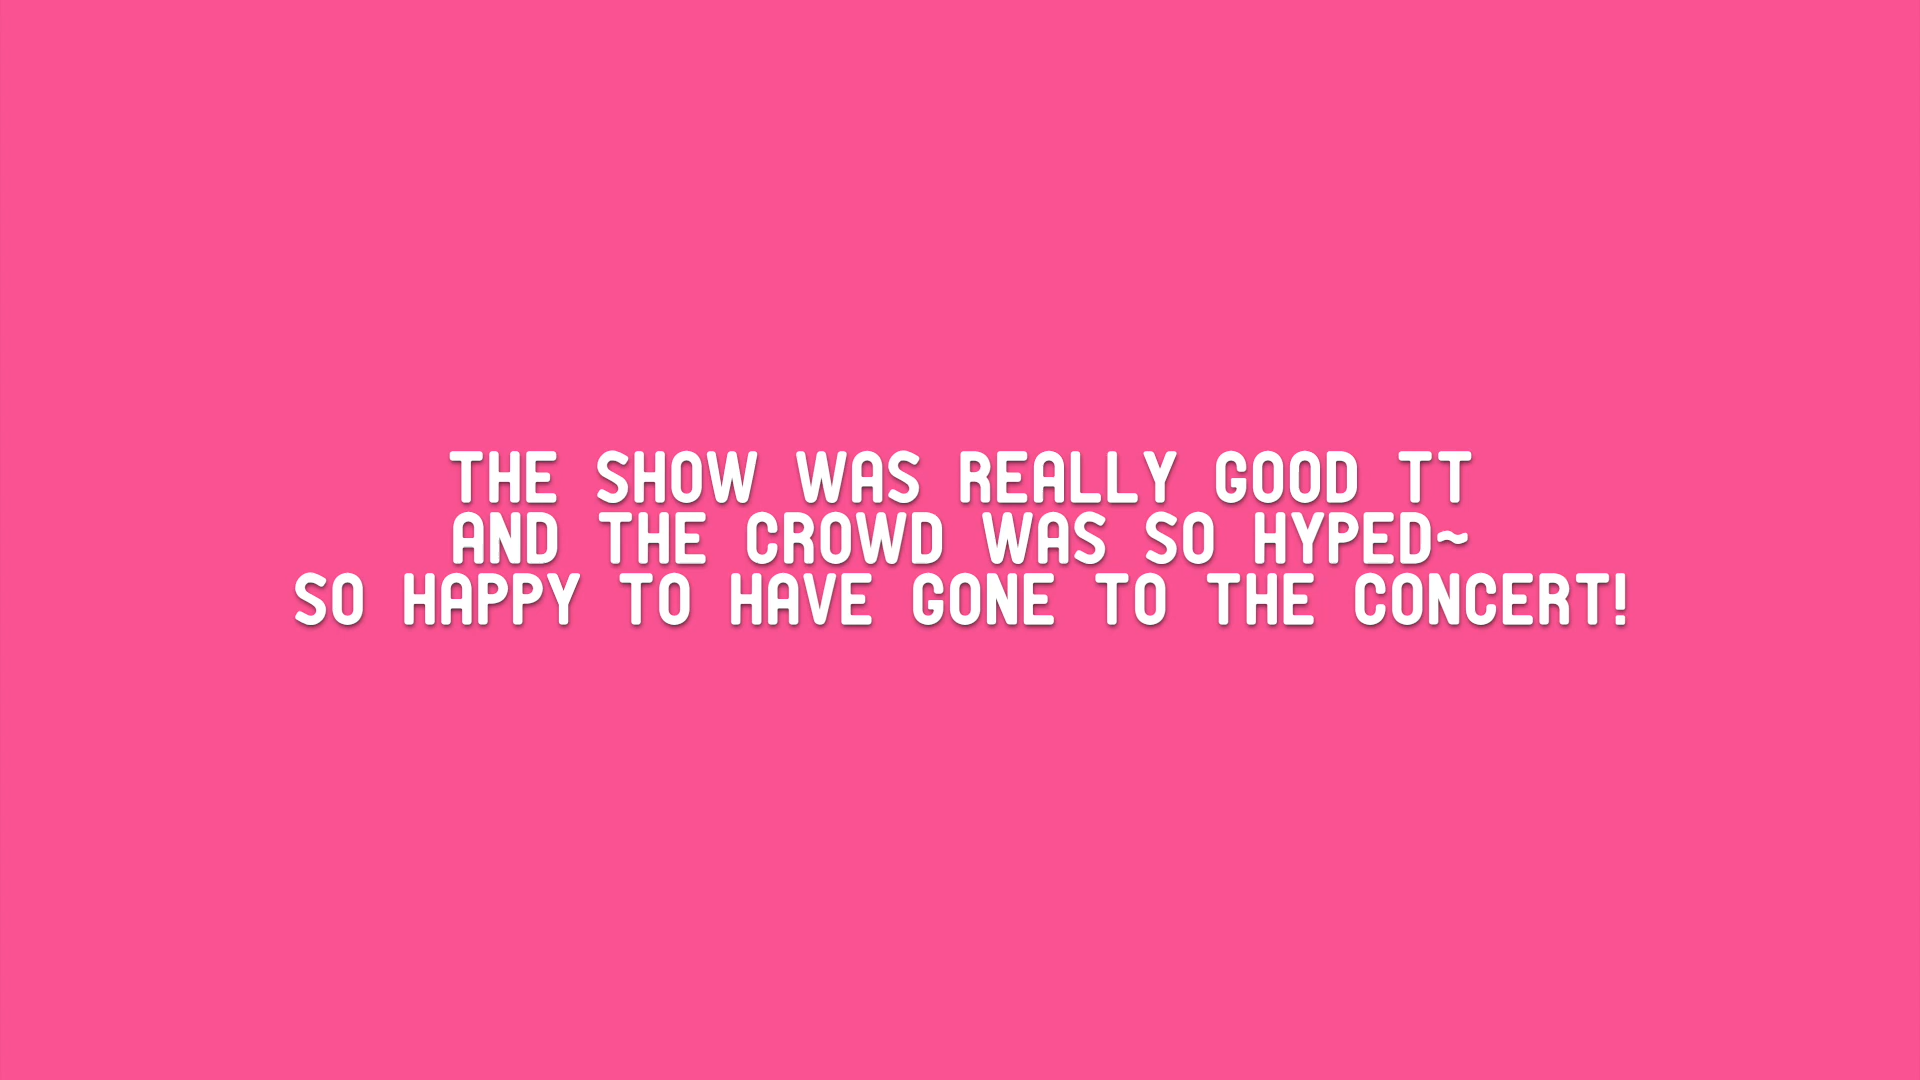 THE SHOW WAS REALLY GOOD TT
AND THE CROWD WAS SO HYPED~
SO HAPPY TO HAVE GONE TO THE CONCERT!